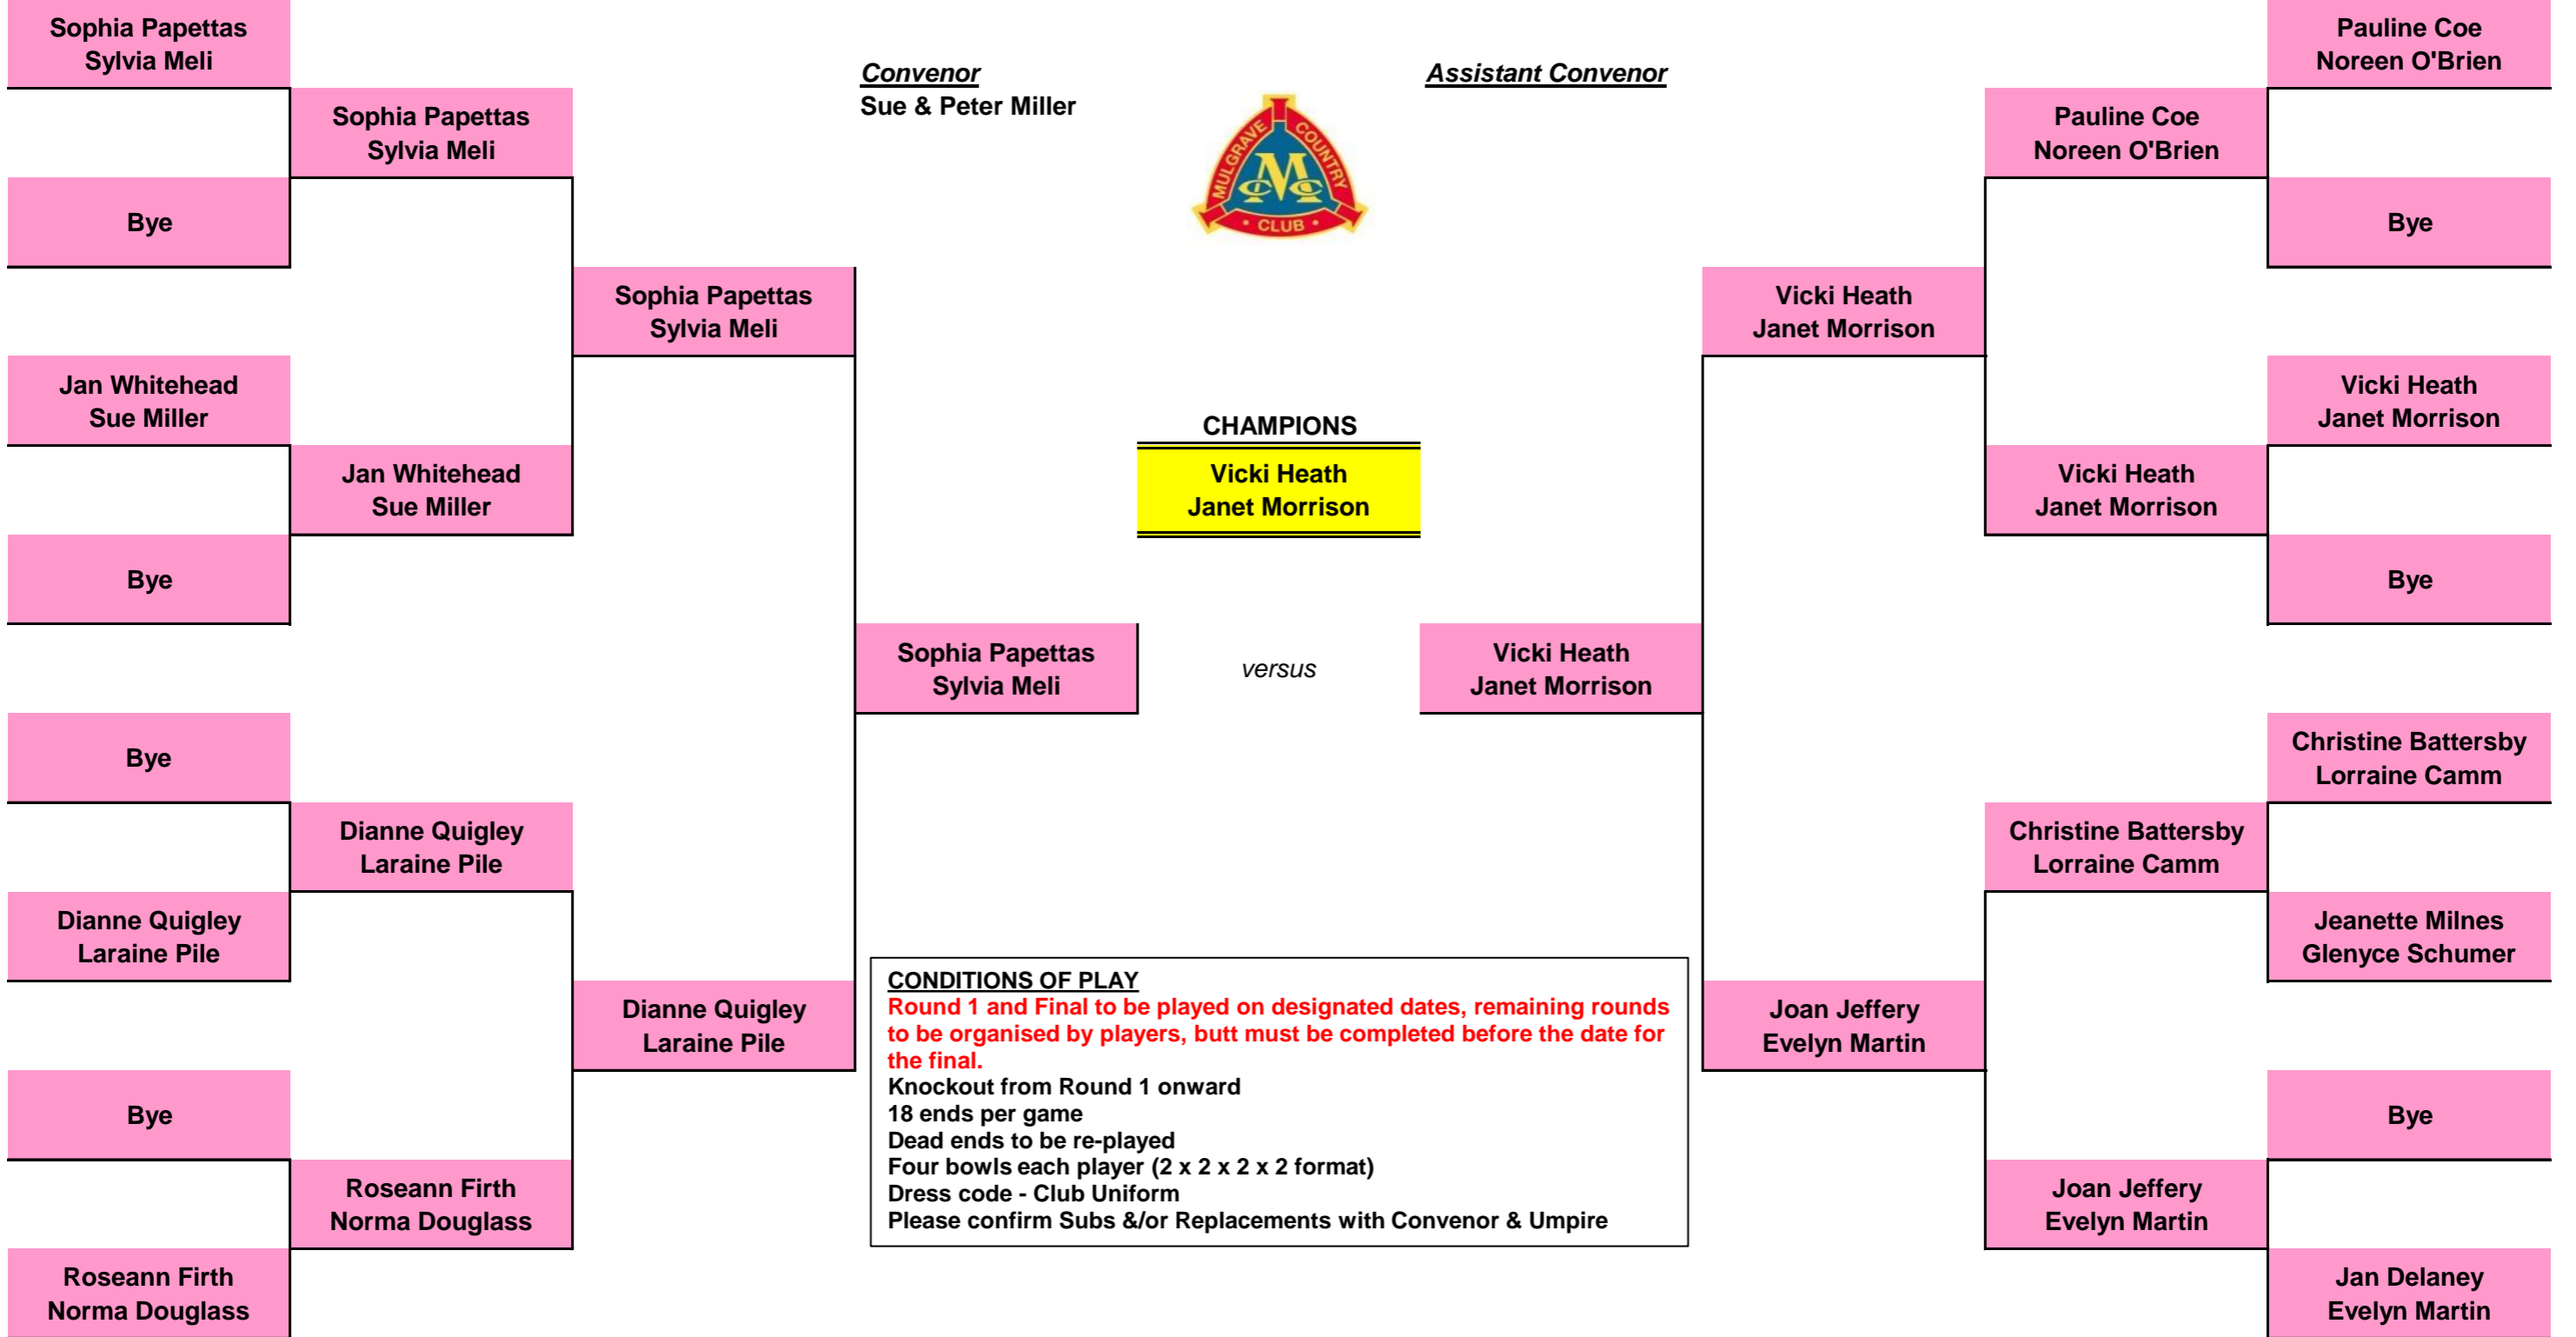 Sophia Papettas
Sylvia Meli
Bye
Jan Whitehead
Sue Miller
Bye
Bye
Dianne Quigley
Laraine Pile
Bye
Roseann Firth
Norma Douglass
Sophia Papettas
Sylvia Meli
Jan Whitehead
Sue Miller
Dianne Quigley
Laraine Pile
Roseann Firth
Norma Douglass
Sophia Papettas
Sylvia Meli
Dianne Quigley
Laraine Pile
Convenor
Sue & Peter Miller
Assistant Convenor
MULGRAVE COUNTRY
MCC
CLUB
CHAMPIONS
Vicki Heath
Janet Morrison
Sophia Papettas
Sylvia Meli
versus
Vicki Heath
Janet Morrison
CONDITIONS OF PLAY
Round 1 and Final to be played on designated dates, remaining rounds
to be organised by players, butt must be completed before the date for
the final.
Knockout from Round 1 onward
18 ends per game
Dead ends to be re-played
Four bowls each player (2 x 2 x 2 x 2 format)
Dress code - Club Uniform
Please confirm Subs &/or Replacements with Convenor & Umpire
Vicki Heath
Janet Morrison
Joan Jeffery
Evelyn Martin
Pauline Coe
Noreen O'Brien
Vicki Heath
Janet Morrison
Christine Battersby
Lorraine Camm
Joan Jeffery
Evelyn Martin
Pauline Coe
Noreen O'Brien
Bye
Vicki Heath
Janet Morrison
Bye
Christine Battersby
Lorraine Camm
Jeanette Milnes
Glenyce Schumer
Bye
Jan Delaney
Evelyn Martin